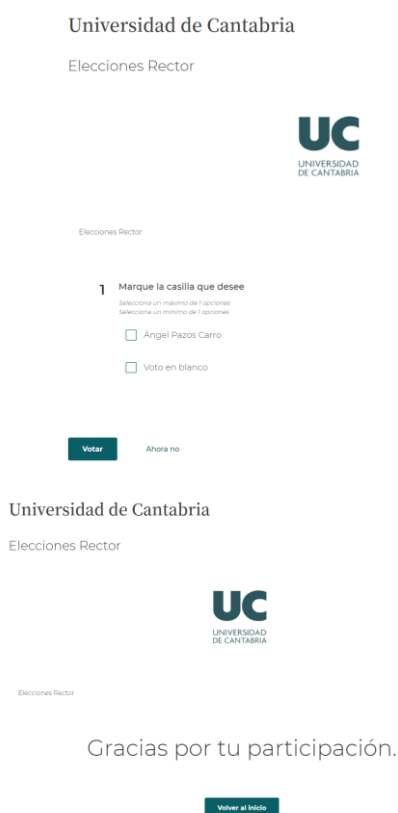 Universidad de Cantabria
Elecciones Rector
UC
UNIVERSIDAD
DE CANTABRIA
Elecciones Rector
1 Marque la casilla que desee
Selecciona un máximo de 1 opciones
Selecciona un mínimo de 1 opciones
Ángel Pazos Carro
Voto en blanco
Votar Ahora no
Universidad de Cantabria
Elecciones Rector
UC
UNIVERSIDAD
DE CANTABRIA
Elecciones Rector
Gracias por tu participación.
Volver al inicio